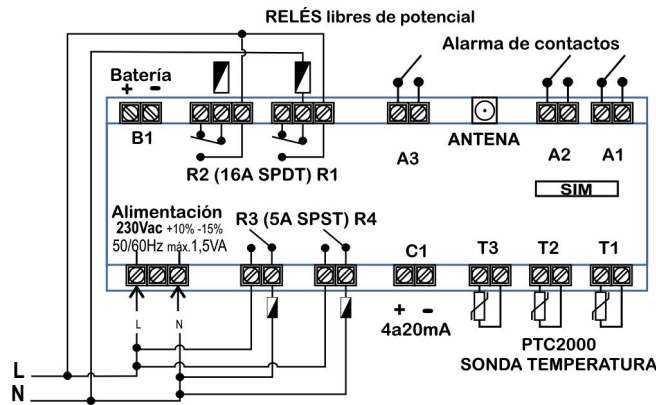 RELÉS libres de potencial
Alarma de contactos
Batería
+ -
B1
ANTENA
A3
A2
A1
R2 (16A SPDT) R1
SIM
Alimentación
230Vac +10% -15%
50/60Hz máx.1,5VA
R3 (5A SPST) R4
C1
T3
T2
T1
+ -
4a20mA
L
N
PTC2000
SONDA TEMPERATURA
L
N